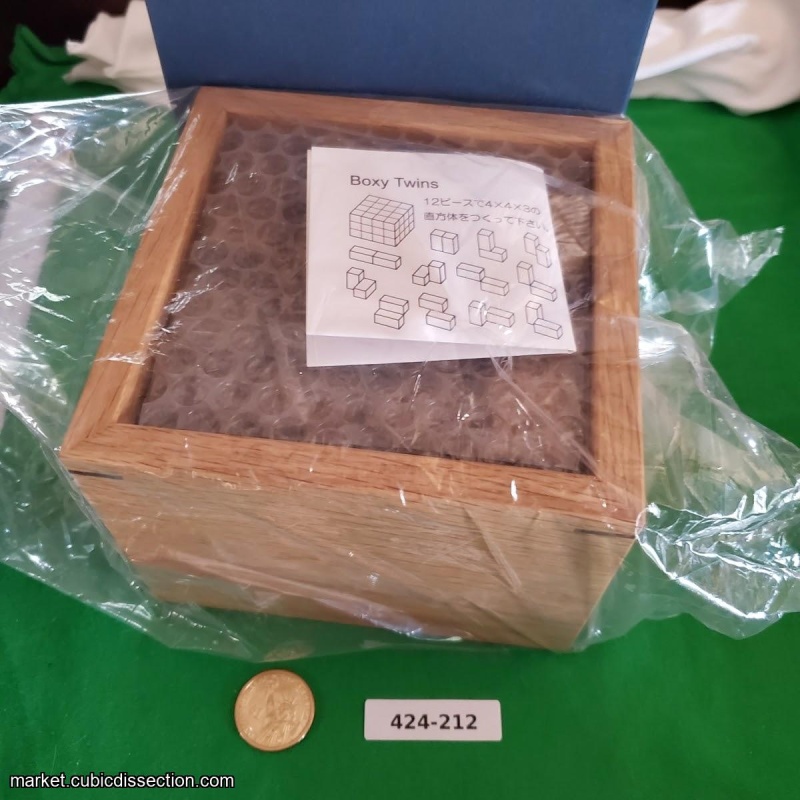 Boxy Twins
12ピースで4×4×3の
直方体をつくって下さい。
424-212
market.cubicdissection.com